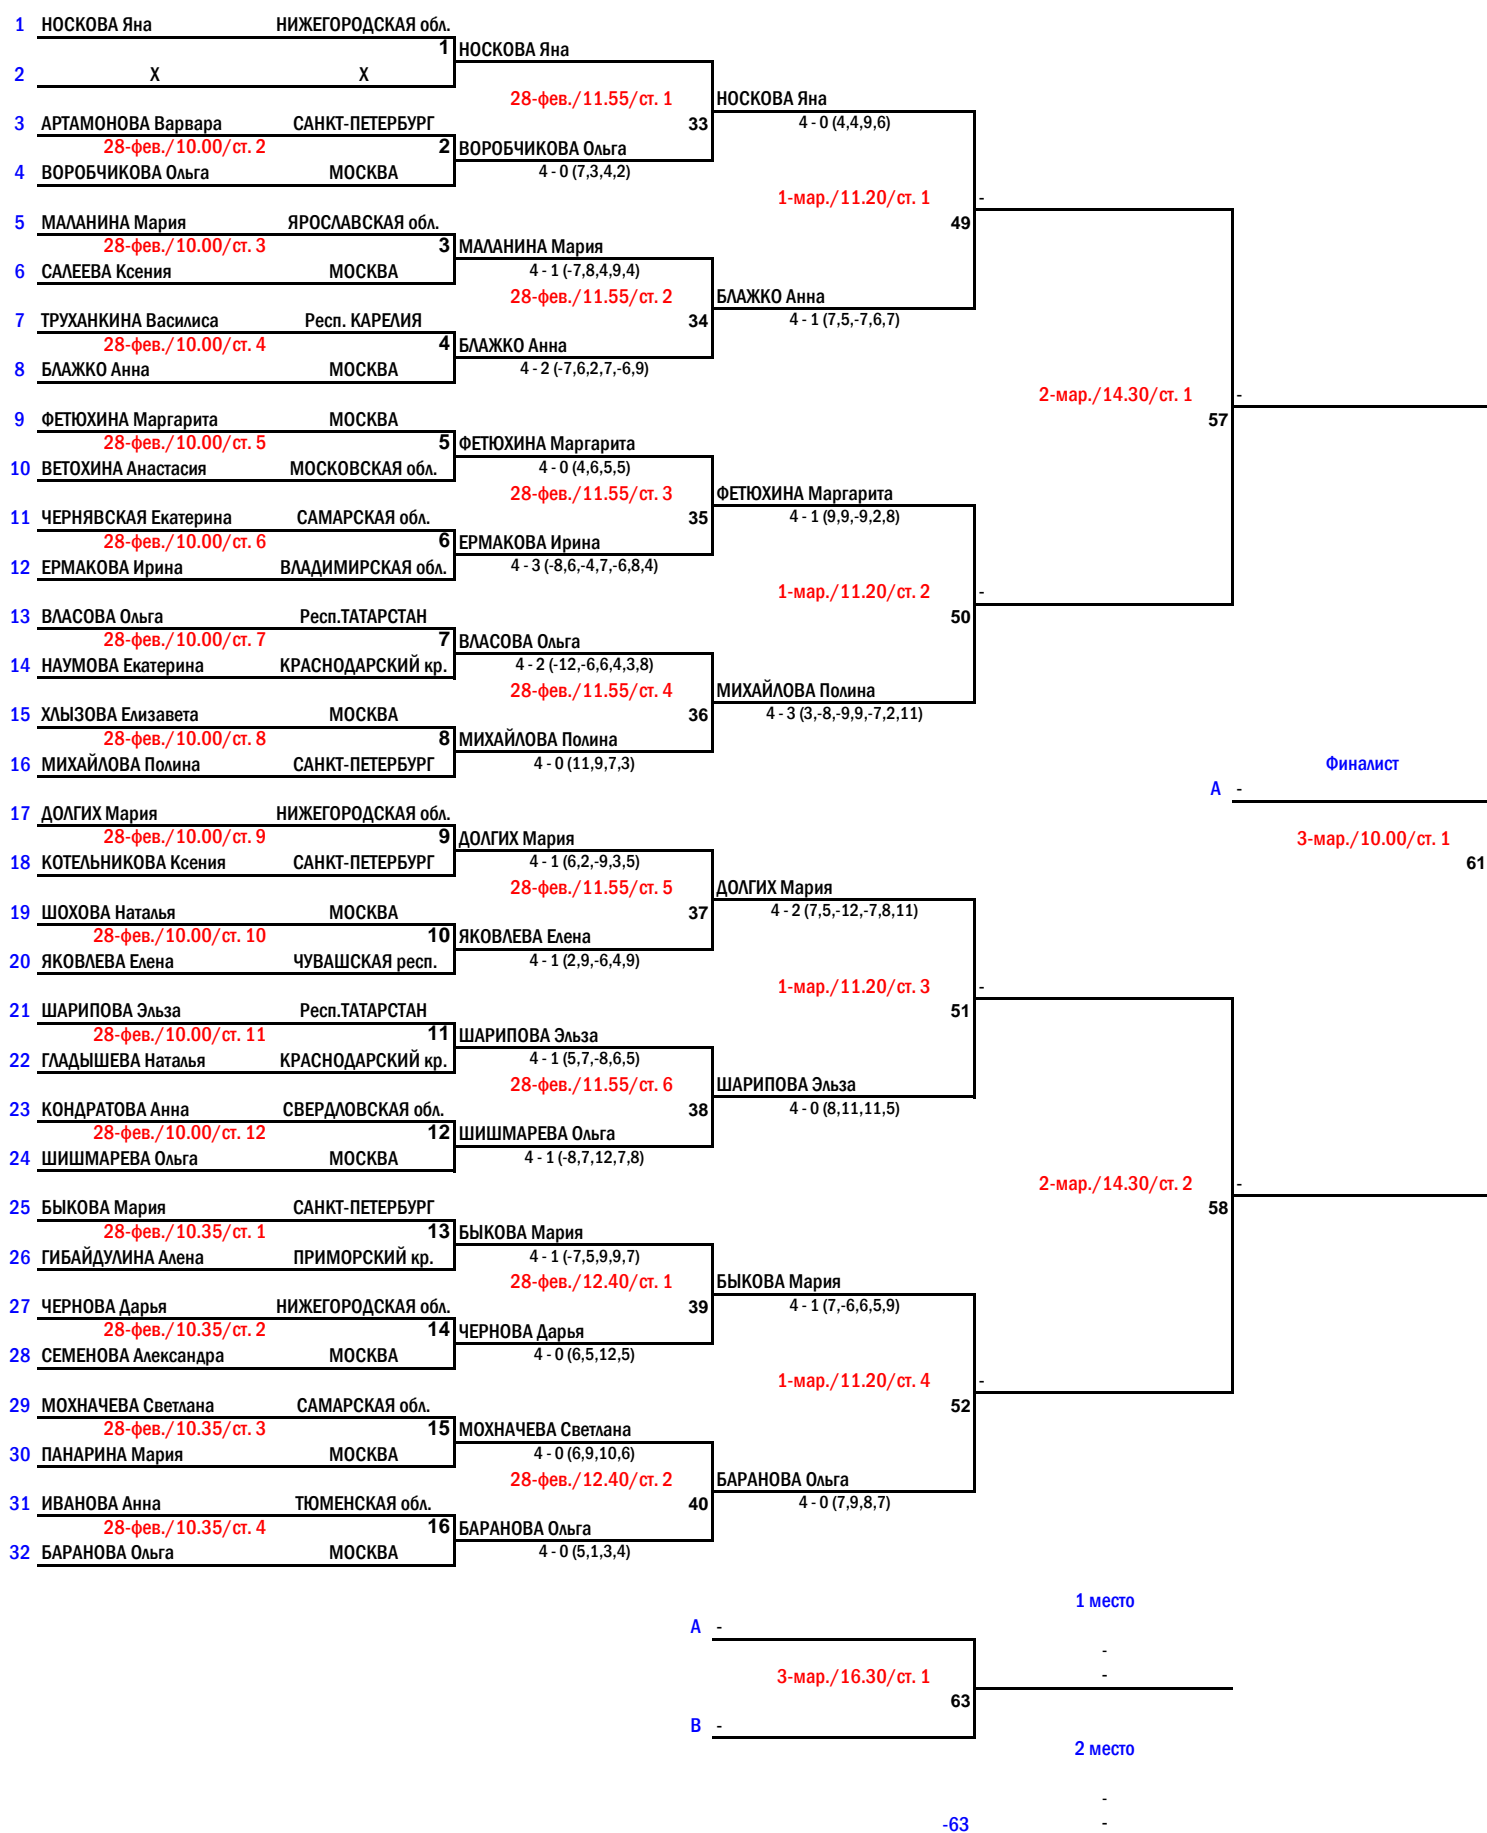 1 НОСКОВА Яна НИЖЕГОРОДСКАЯ обл.
1 НОСКОВА Яна
2 X X
28-фев./11.55/ст. 1 НОСКОВА Яна
3 АРТАМОНОВА Варвара САНКТ-ПЕТЕРБУРГ 33 4 - 0 (4,4,9,6)
28-фев./10.00/ст. 2 2 ВОРОБЧИКОВА Ольга
4 ВОРОБЧИКОВА Ольга МОСКВА 4 - 0 (7,3,4,2)
1-мар./11.20/ст. 1 -
5 МАЛАНИНА Мария ЯРОСЛАВСКАЯ обл. 49
28-фев./10.00/ст. 3 3 МАЛАНИНА Мария
6 САЛЕЕВА Ксения МОСКВА 4 - 1 (-7,8,4,9,4)
28-фев./11.55/ст. 2 БЛАЖКО Анна
7 ТРУХАНКИНА Василиса Респ. КАРЕЛИЯ 34 4 - 1 (7,5,-7,6,7)
28-фев./10.00/ст. 4 4 БЛАЖКО Анна
8 БЛАЖКО Анна МОСКВА 4 - 2 (-7,6,2,7,-6,9)
2-мар./14.30/ст. 1 -
9 ФЕТЮХИНА Маргарита МОСКВА 57
28-фев./10.00/ст. 5 5 ФЕТЮХИНА Маргарита
10 ВЕТОХИНА Анастасия МОСКОВСКАЯ обл. 4 - 0 (4,6,5,5)
28-фев./11.55/ст. 3 ФЕТЮХИНА Маргарита
11 ЧЕРНЯВСКАЯ Екатерина САМАРСКАЯ обл. 35 4 - 1 (9,9,-9,2,8)
28-фев./10.00/ст. 6 6 ЕРМАКОВА Ирина
12 ЕРМАКОВА Ирина ВЛАДИМИРСКАЯ обл. 4 - 3 (-8,6,-4,7,-6,8,4)
1-мар./11.20/ст. 2 -
13 ВЛАСОВА Ольга Респ.ТАТАРСТАН 50
28-фев./10.00/ст. 7 7 ВЛАСОВА Ольга
14 НАУМОВА Екатерина КРАСНОДАРСКИЙ кр. 4 - 2 (-12,-6,6,4,3,8)
28-фев./11.55/ст. 4 МИХАЙЛОВА Полина
15 ХЛЫЗОВА Елизавета МОСКВА 36 4 - 3 (3,-8,-9,9,-7,2,11)
28-фев./10.00/ст. 8 8 МИХАЙЛОВА Полина
16 МИХАЙЛОВА Полина САНКТ-ПЕТЕРБУРГ 4 - 0 (11,9,7,3) Финалист
A -
17 ДОЛГИХ Мария НИЖЕГОРОДСКАЯ обл.
28-фев./10.00/ст. 9 9 ДОЛГИХ Мария 3-мар./10.00/ст. 1
18 КОТЕЛЬНИКОВА Ксения САНКТ-ПЕТЕРБУРГ 4 - 1 (6,2,-9,3,5) 61
28-фев./11.55/ст. 5 ДОЛГИХ Мария
19 ШОХОВА Наталья МОСКВА 37 4 - 2 (7,5,-12,-7,8,11)
28-фев./10.00/ст. 10 10 ЯКОВЛЕВА Елена
20 ЯКОВЛЕВА Елена ЧУВАШСКАЯ респ. 4 - 1 (2,9,-6,4,9)
1-мар./11.20/ст. 3 -
21 ШАРИПОВА Эльза Респ.ТАТАРСТАН 51
28-фев./10.00/ст. 11 11 ШАРИПОВА Эльза
22 ГЛАДЫШЕВА Наталья КРАСНОДАРСКИЙ кр. 4 - 1 (5,7,-8,6,5)
28-фев./11.55/ст. 6 ШАРИПОВА Эльза
23 КОНДРАТОВА Анна СВЕРДЛОВСКАЯ обл. 38 4 - 0 (8,11,11,5)
28-фев./10.00/ст. 12 12 ШИШМАРЕВА Ольга
24 ШИШМАРЕВА Ольга МОСКВА 4 - 1 (-8,7,12,7,8)
2-мар./14.30/ст. 2 -
25 БЫКОВА Мария САНКТ-ПЕТЕРБУРГ 58
28-фев./10.35/ст. 1 13 БЫКОВА Мария
26 ГИБАЙДУЛИНА Алена ПРИМОРСКИЙ кр. 4 - 1 (-7,5,9,9,7)
28-фев./12.40/ст. 1 БЫКОВА Мария
27 ЧЕРНОВА Дарья НИЖЕГОРОДСКАЯ обл. 39 4 - 1 (7,-6,6,5,9)
28-фев./10.35/ст. 2 14 ЧЕРНОВА Дарья
28 СЕМЕНОВА Александра МОСКВА 4 - 0 (6,5,12,5)
1-мар./11.20/ст. 4 -
29 МОХНАЧЕВА Светлана САМАРСКАЯ обл. 52
28-фев./10.35/ст. 3 15 МОХНАЧЕВА Светлана
30 ПАНАРИНА Мария МОСКВА 4 - 0 (6,9,10,6)
28-фев./12.40/ст. 2 БАРАНОВА Ольга
31 ИВАНОВА Анна ТЮМЕНСКАЯ обл. 40 4 - 0 (7,9,8,7)
28-фев./10.35/ст. 4 16 БАРАНОВА Ольга
32 БАРАНОВА Ольга МОСКВА 4 - 0 (5,1,3,4)
1 место
A -
-
3-мар./16.30/ст. 1 -
63
B -
2 место
-
-63 -